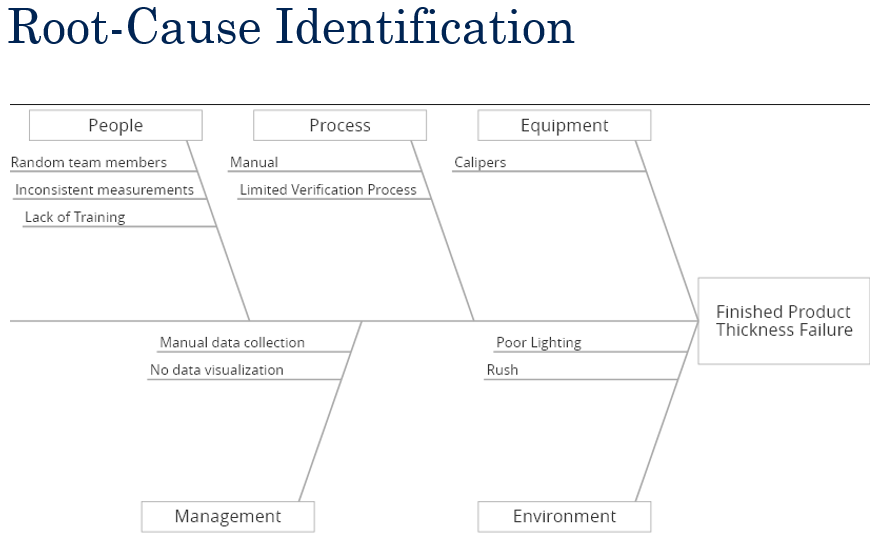 Root-Cause Identification
People
Process
Equipment
Random team members
Manual
Calipers
Inconsistent measurements
Limited Verification Process
Lack of Training
Finished Product
Thickness Failure
Manual data collection
Poor Lighting
No data visualization
Rush
Management
Environment